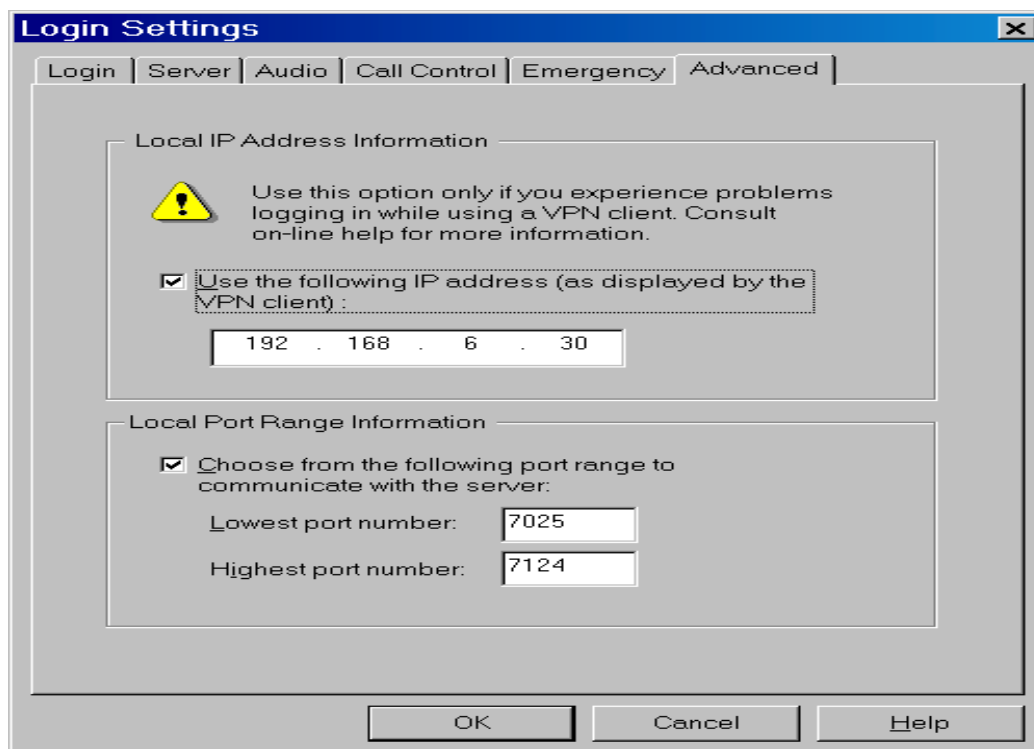 Login Settings
Login Server Audio Call Control Emergency Advanced
Local IP Address Information
Use this option only if you experience problems
logging in while using a VPN client. Consult
on-line help for more information.
Use the following IP address (as displayed by the
VPN client) :
192 . 168 . 6 . 30
Local Port Range Information
Choose from the following port range to
communicate with the server:
Lowest port number: 7025
Highest port number: 7124
OK Cancel Help